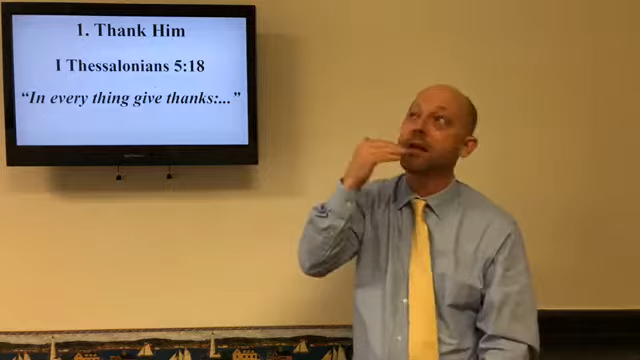 1. Thank Him
I Thessalonians 5:18
“In every thing give thanks:...”